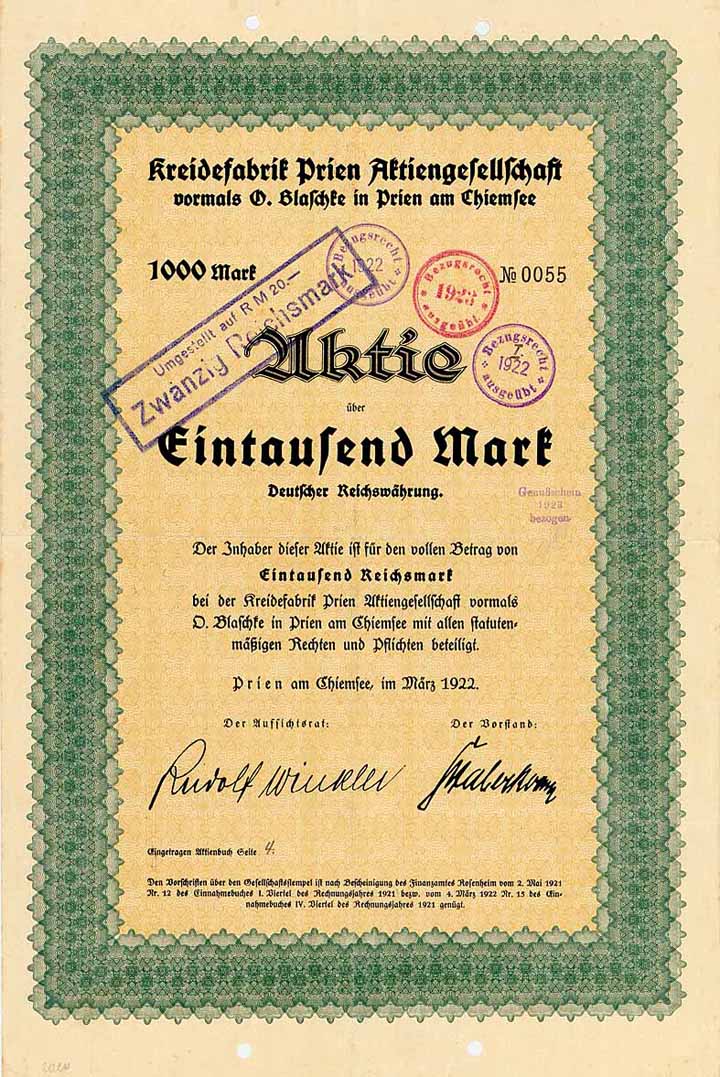 Kreidefabrik Prien Aktiengesellschaft
vormals O. Blaschke in Prien am Chiemsee
1000 Mark
№ 0055
Umgestellt auf R M 20.–
Zwanzig Reichsmark
Bezugsrecht
1922
ausgeübt
Bezugsrecht
1923
ausgeübt
Bezugsrecht
I.
1922
ausgeübt
Aktie
über
Eintausend Mark
Deutscher Reichswährung.
Genußschein
1923
bezogen
Der Inhaber dieser Aktie ist für den vollen Betrag von
Eintausend Reichsmark
bei der Kreidefabrik Prien Aktiengesellschaft vormals
O. Blaschke in Prien am Chiemsee mit allen statuten-
mäßigen Rechten und Pflichten beteiligt.
Prien am Chiemsee, im März 1922.
Der Aufsichtsrat:
Der Vorstand:
Rudolf Winkler
Eingetragen Aktienbuch Seite 4.
Den Vorschriften über den Gesellschaftsstempel ist nach Bescheinigung des Finanzamtes Rosenheim vom 2. Mai 1921
Nr. 12 des Einnahmebuches I. Viertel des Rechnungsjahres 1921 bezw. vom 4. März 1922 Nr. 15 des Ein-
nahmebuches IV. Viertel des Rechnungsjahres 1921 genügt.